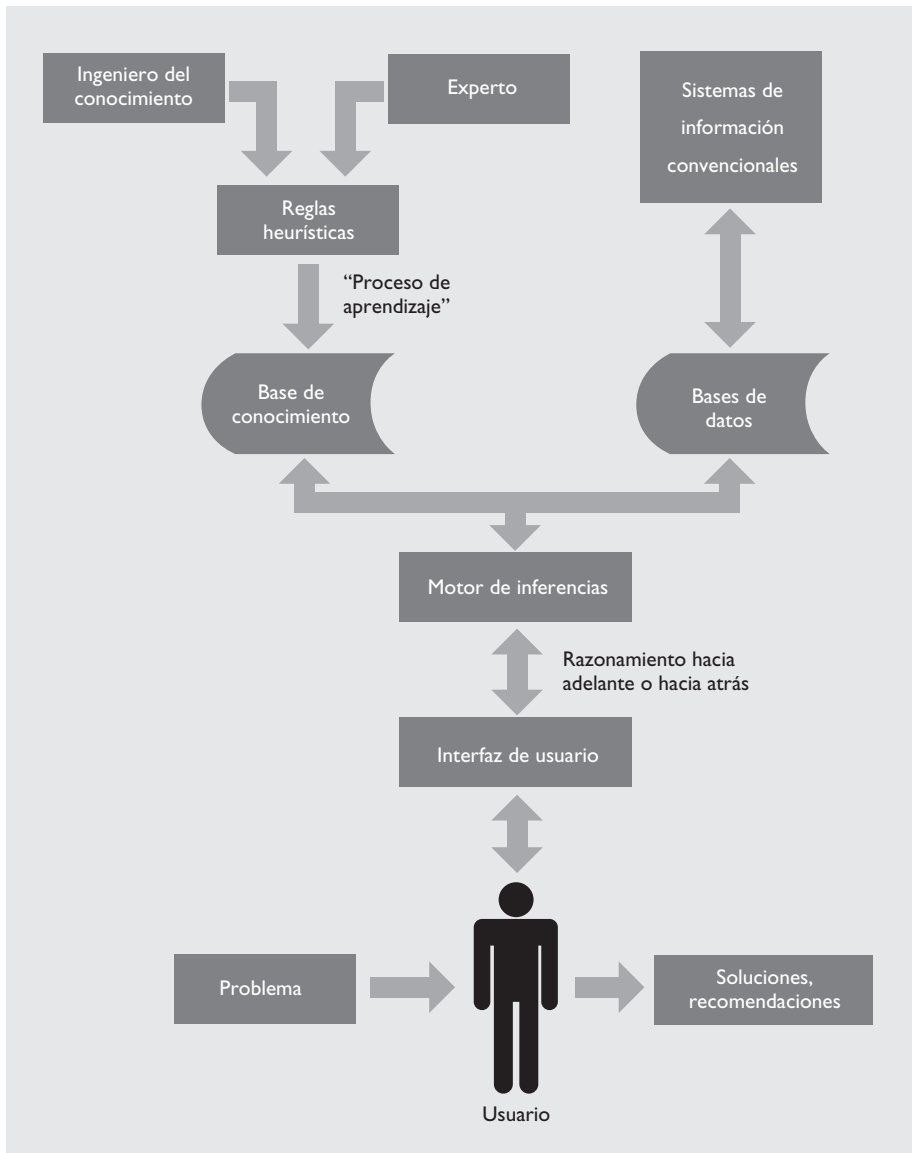 Ingeniero del
conocimiento
Experto
Sistemas de
información
convencionales
Reglas
heurísticas
“Proceso de
aprendizaje”
Base de
conocimiento
Bases de
datos
Motor de inferencias
Razonamiento hacia
adelante o hacia atrás
Interfaz de usuario
Problema
Soluciones,
recomendaciones
Usuario